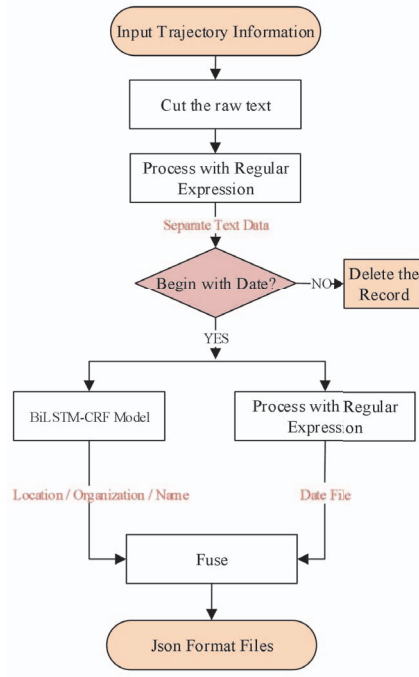 Input Trajectory Information
Cut the raw text
Process with Regular
Expression
Separate Text Data
Begin with Date?
NO
Delete the
Record
YES
BiLSTM-CRF Model
Process with Regular
Expression
Location / Organization / Name
Date File
Fuse
Json Format Files